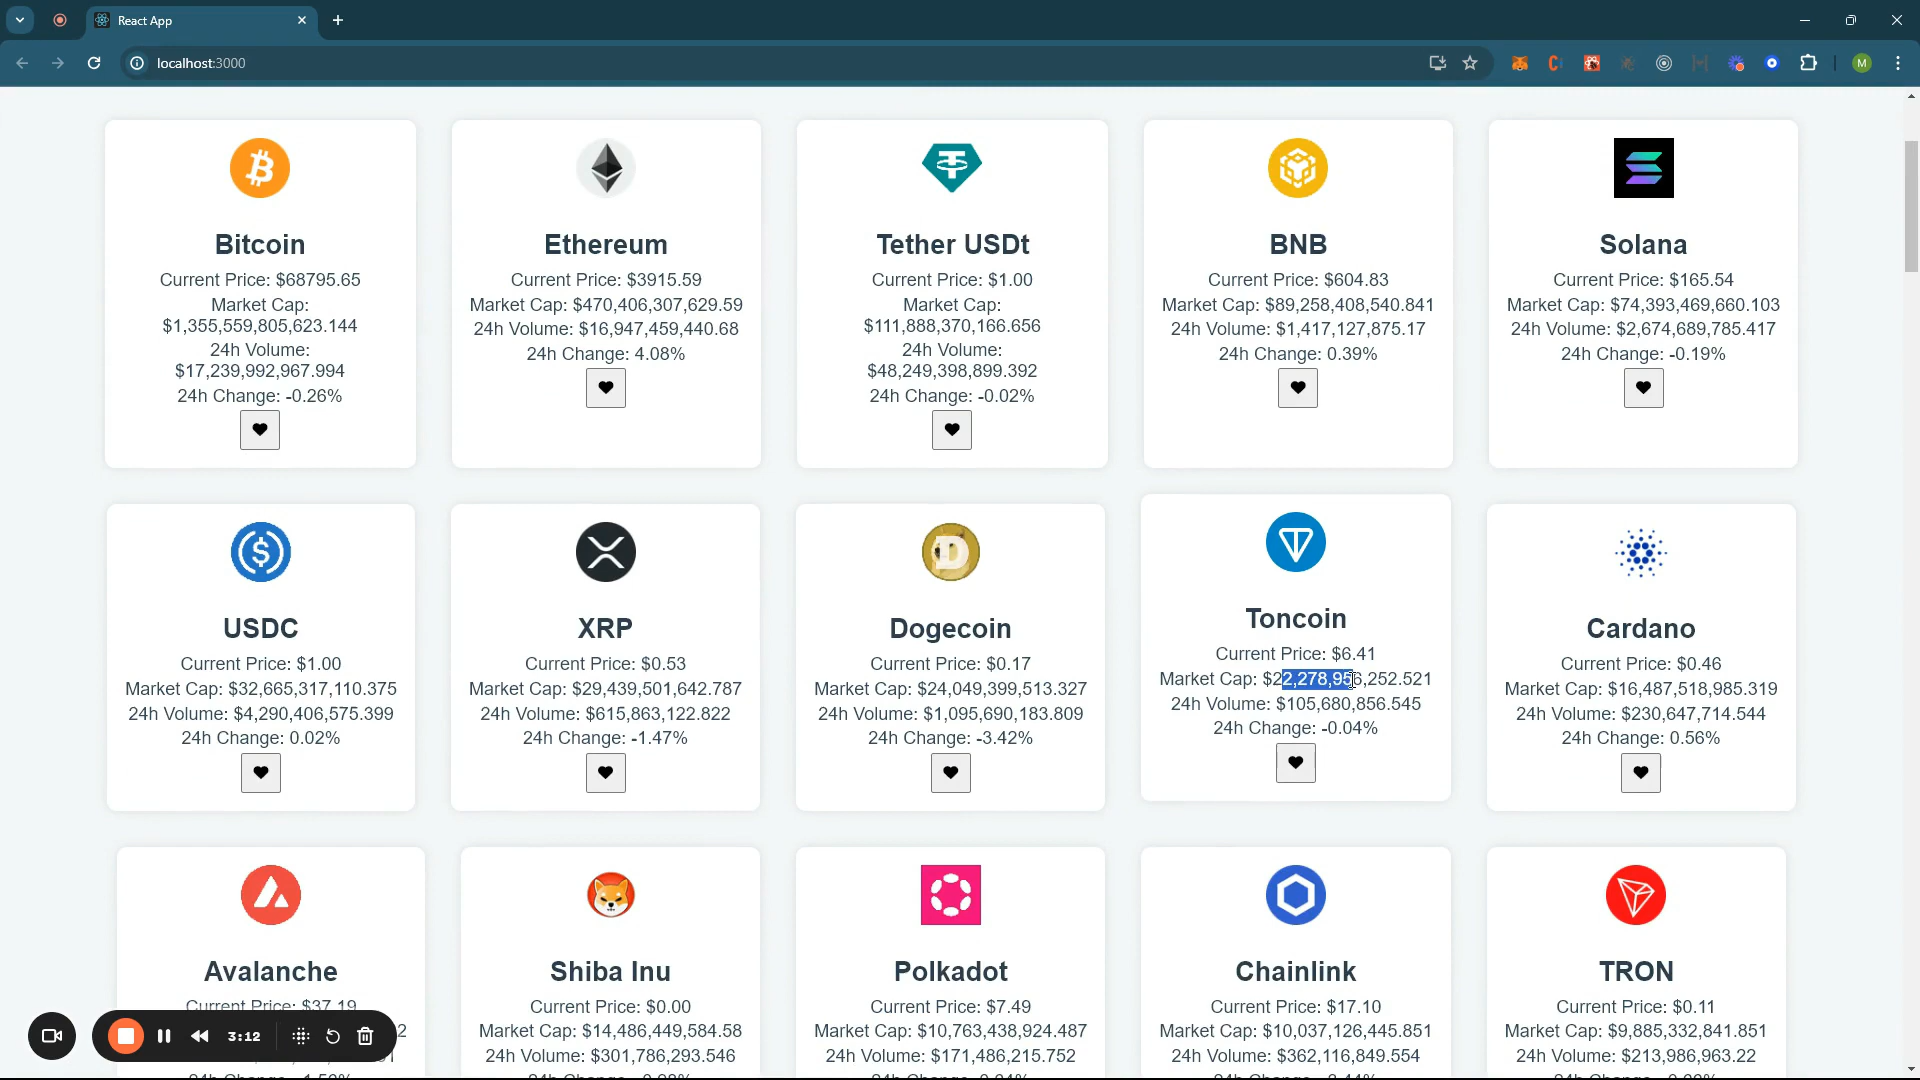 React App
localhost:3000
M
Bitcoin
Current Price: $68795.65
Market Cap:
$1,355,559,805,623.144
24h Volume:
$17,239,992,967.994
24h Change: -0.26%
Ethereum
Current Price: $3915.59
Market Cap: $470,406,307,629.59
24h Volume: $16,947,459,440.68
24h Change: 4.08%
Tether USDt
Current Price: $1.00
Market Cap:
$111,888,370,166.656
24h Volume:
$48,249,398,899.392
24h Change: -0.02%
BNB
Current Price: $604.83
Market Cap: $89,258,408,540.841
24h Volume: $1,417,127,875.17
24h Change: 0.39%
Solana
Current Price: $165.54
Market Cap: $74,393,469,660.103
24h Volume: $2,674,689,785.417
24h Change: -0.19%
USDC
Current Price: $1.00
Market Cap: $32,665,317,110.375
24h Volume: $4,290,406,575.399
24h Change: 0.02%
XRP
Current Price: $0.53
Market Cap: $29,439,501,642.787
24h Volume: $615,863,122.822
24h Change: -1.47%
Dogecoin
Current Price: $0.17
Market Cap: $24,049,399,513.327
24h Volume: $1,095,690,183.809
24h Change: -3.42%
Toncoin
Current Price: $6.41
Market Cap: $22,278,956,252.521
24h Volume: $105,680,856.545
24h Change: -0.04%
Cardano
Current Price: $0.46
Market Cap: $16,487,518,985.319
24h Volume: $230,647,714.544
24h Change: 0.56%
Avalanche
Current Price: $37.19
Shiba Inu
Current Price: $0.00
Market Cap: $14,486,449,584.58
24h Volume: $301,786,293.546
Polkadot
Current Price: $7.49
Market Cap: $10,763,438,924.487
24h Volume: $171,486,215.752
Chainlink
Current Price: $17.10
Market Cap: $10,037,126,445.851
24h Volume: $362,116,849.554
TRON
Current Price: $0.11
Market Cap: $9,885,332,841.851
24h Volume: $213,986,963.22
3:12